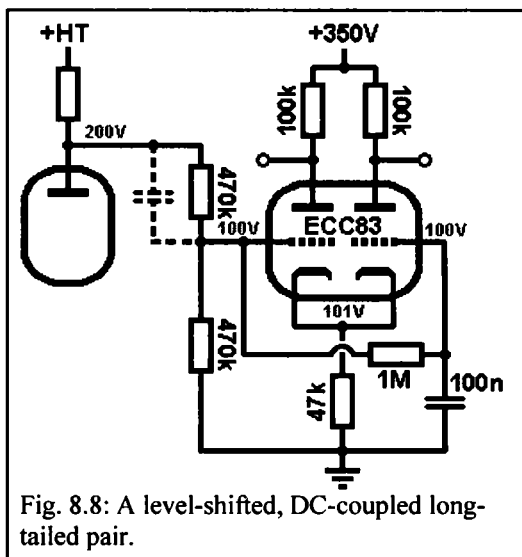 +HT
+350V
100k
100k
200V
470k
100V
ECC83
100V
101V
470k
1M
47k
100n
Fig. 8.8: A level-shifted, DC-coupled long-
tailed pair.